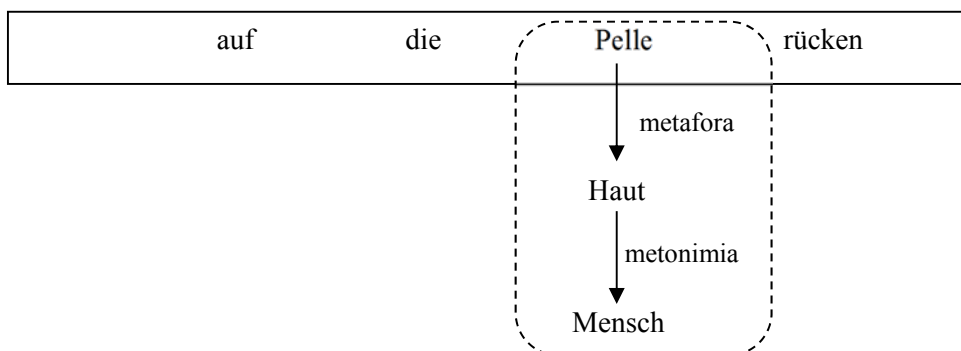 auf die Pelle rücken
metafora
Haut
metonimia
Mensch